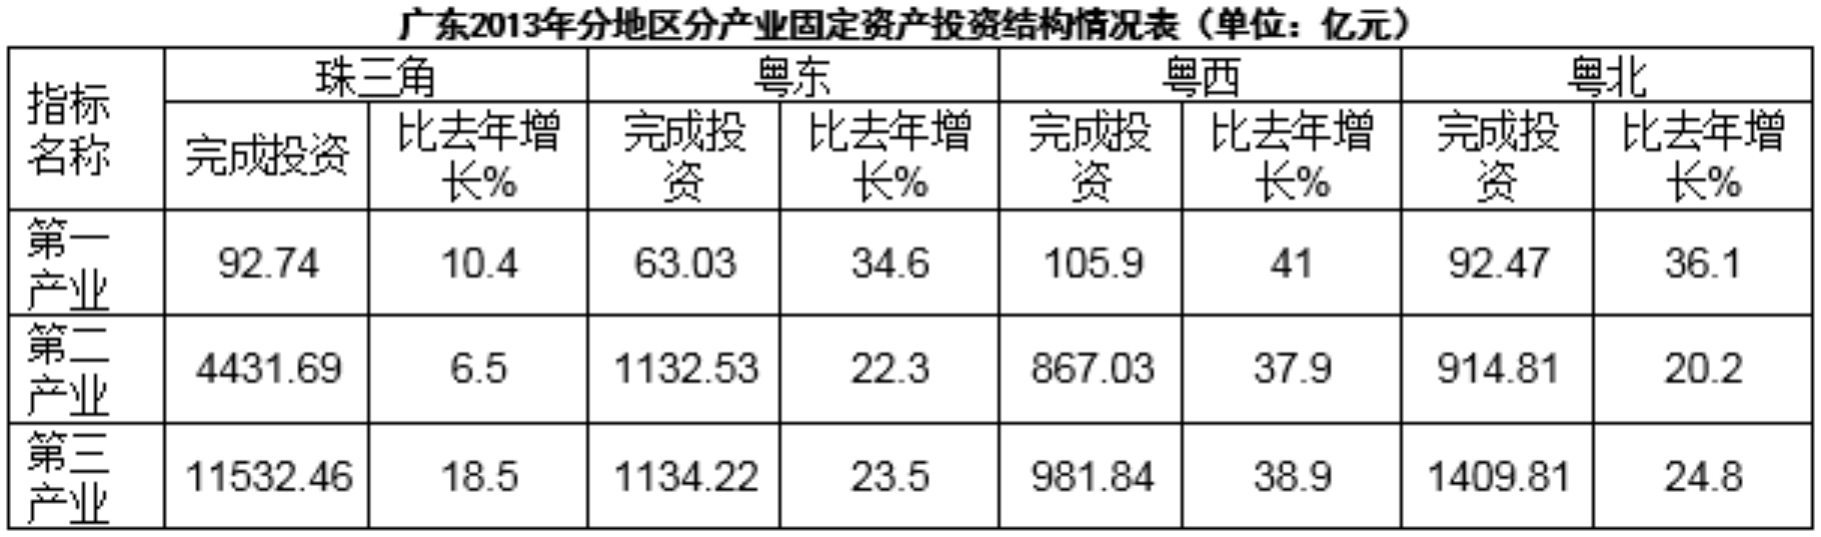 广东2013年分地区分产业固定资产投资结构情况表（单位：亿元）
指标名称 珠三角 粤东 粤西 粤北
完成投资 比去年增长% 完成投资 比去年增长% 完成投资 比去年增长% 完成投资 比去年增长%
第一产业 92.74 10.4 63.03 34.6 105.9 41 92.47 36.1
第二产业 4431.69 6.5 1132.53 22.3 867.03 37.9 914.81 20.2
第三产业 11532.46 18.5 1134.22 23.5 981.84 38.9 1409.81 24.8